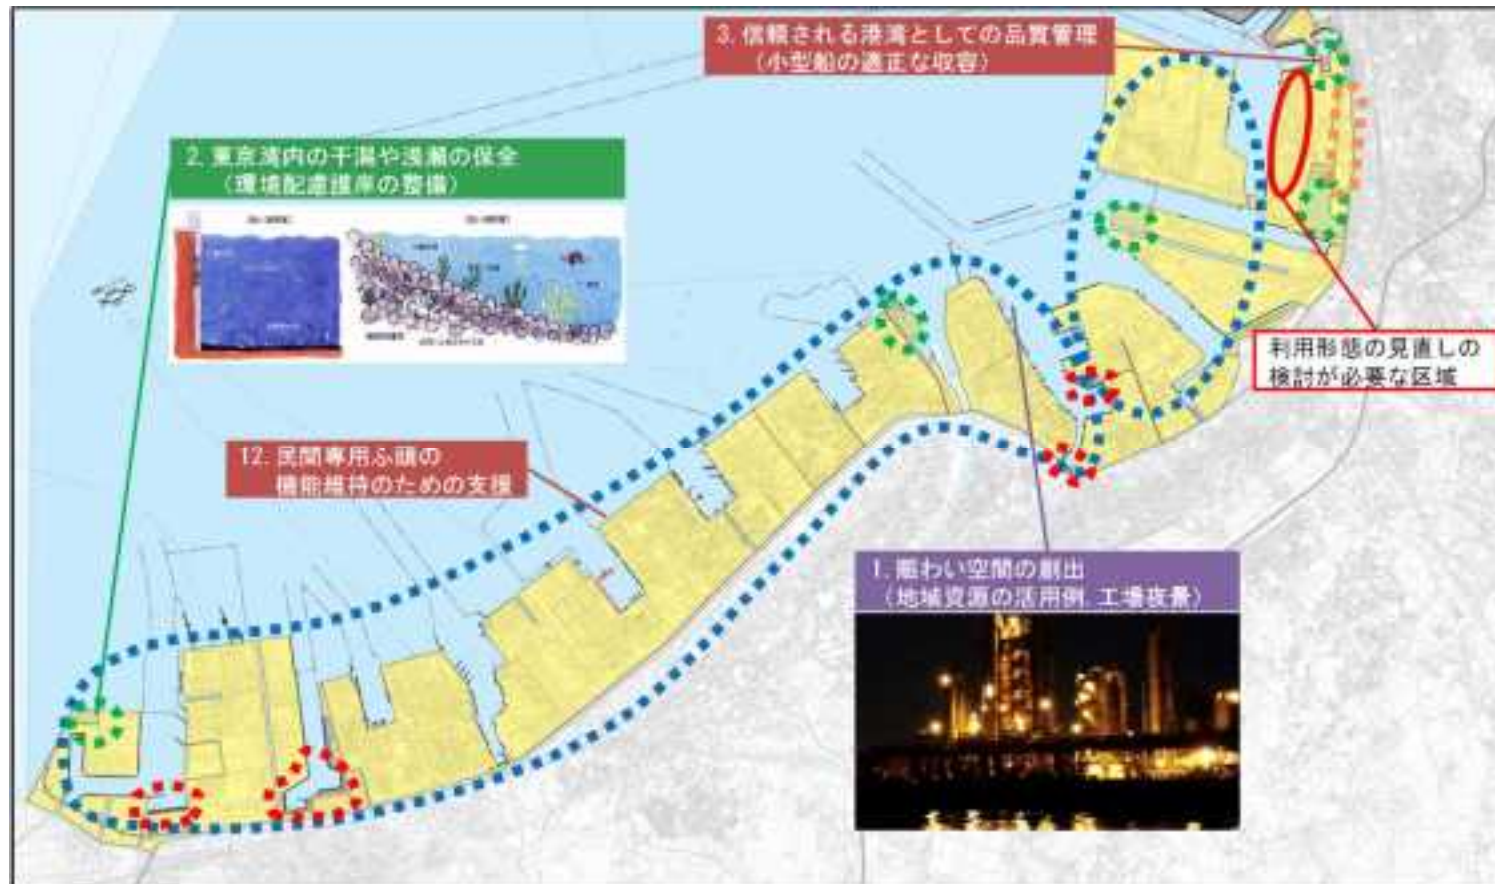 3. 信頼される港湾としての品質管理
（小型船の適正な収容）
2. 東京湾内の干潟や浅瀬の保全
（環境配慮護岸の整備）
利用形態の見直しの
検討が必要な区域
12. 民間専用ふ頭の
機能維持のための支援
1. 賑わい空間の創出
（地域資源の活用例 工場夜景）